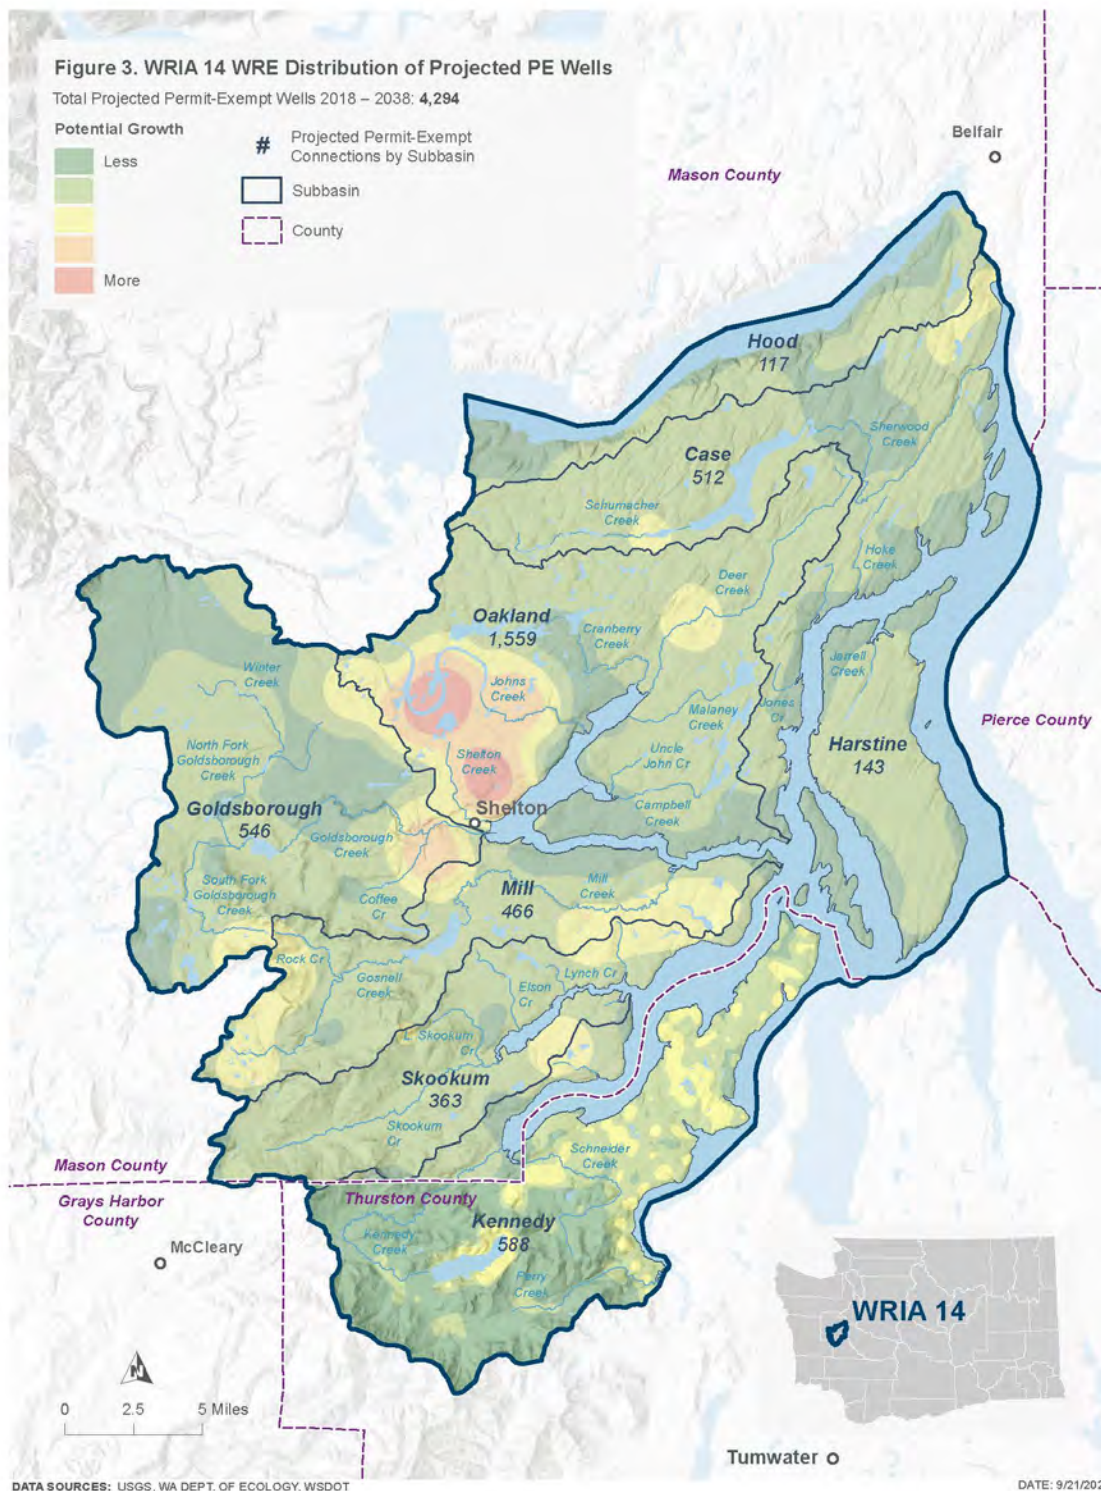 Figure 3. WRIA 14 WRE Distribution of Projected PE Wells
Total Projected Permit-Exempt Wells 2018 – 2038: 4,294
Potential Growth
Less
More
# Projected Permit-Exempt
Connections by Subbasin
Subbasin
County
Belfair
Mason County
Hood
117
Case
512
Sherwood
Creek
Schumacher
Creek
Hoke
Creek
Deer
Creek
Oakland
1,559
Cranberry
Creek
Winter
Creek
Johns
Creek
Jarrell
Creek
Malaney
Creek
Jones
Cr
Pierce County
North Fork
Goldsborough
Creek
Shelton
Creek
Uncle
John Cr
Harstine
143
Goldsborough
546
Shelton
Campbell
Creek
Goldsborough
Creek
South Fork
Goldsborough
Creek
Coffee
Cr
Mill
466
Mill
Creek
Rock Cr
Gosnell
Creek
Elson
Cr
Lynch Cr
L. Skookum
Cr
Skookum
363
Skookum
Cr
Schneider
Creek
Mason County
Grays Harbor
County
Thurston County
McCleary
Kennedy
588
Kennedy
Creek
Perry
Creek
WRIA 14
N
0 2.5 5 Miles
Tumwater
DATA SOURCES: USGS, WA DEPT. OF ECOLOGY, WSDOT
DATE: 9/21/202